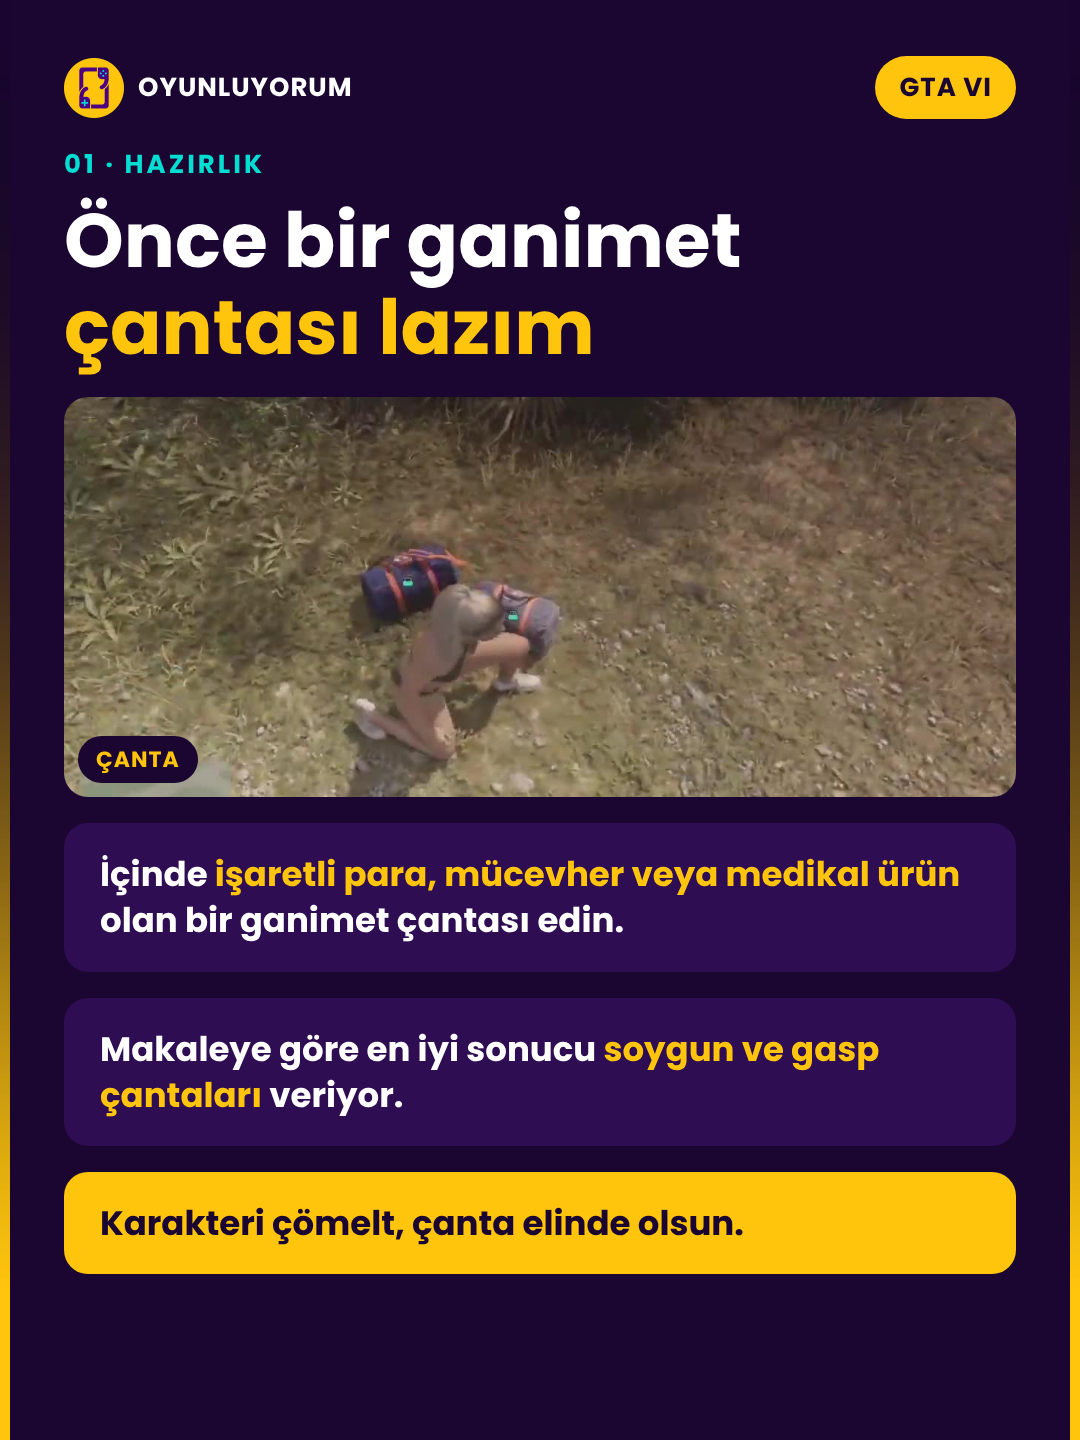 OYUNLUYORUM
GTA VI
01 · HAZIRLIK
Önce bir ganimet
çantası lazım
ÇANTA
İçinde işaretli para, mücevher veya medikal ürün
olan bir ganimet çantası edin.
Makaleye göre en iyi sonucu soygun ve gasp
çantaları veriyor.
Karakteri çömelt, çanta elinde olsun.